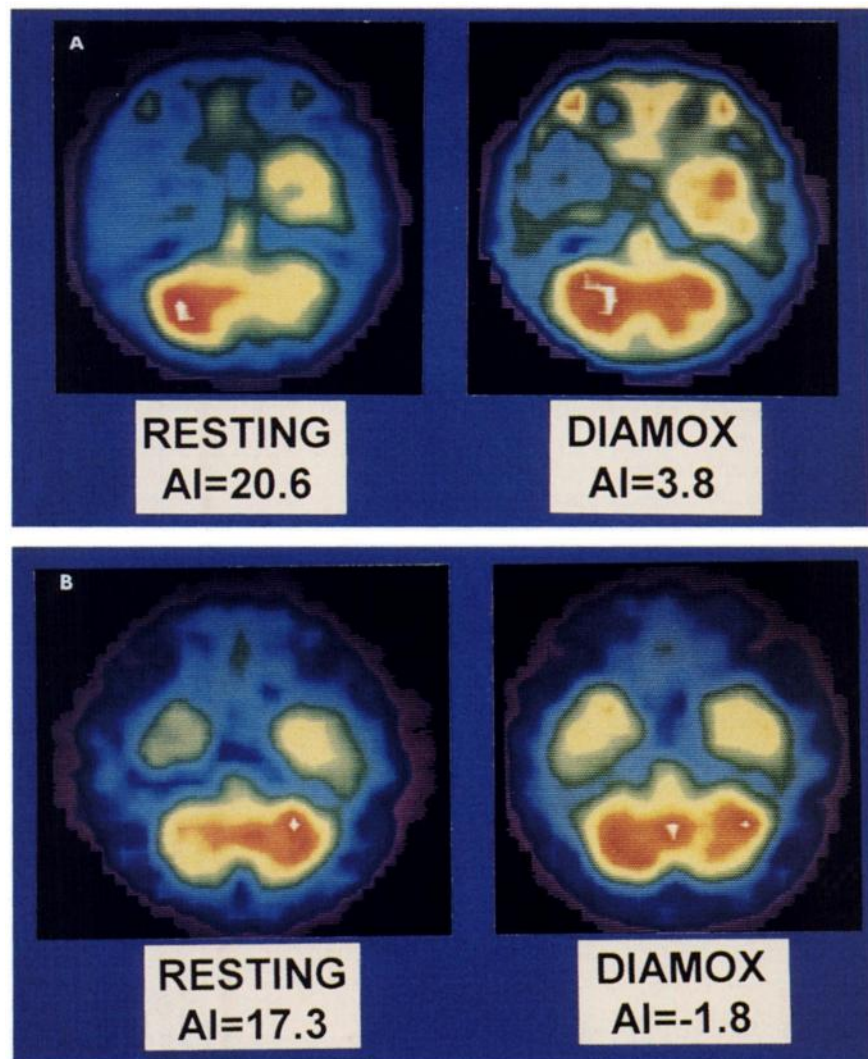 A
RESTING
AI=20.6
DIAMOX
AI=3.8
B
RESTING
AI=17.3
DIAMOX
AI=-1.8